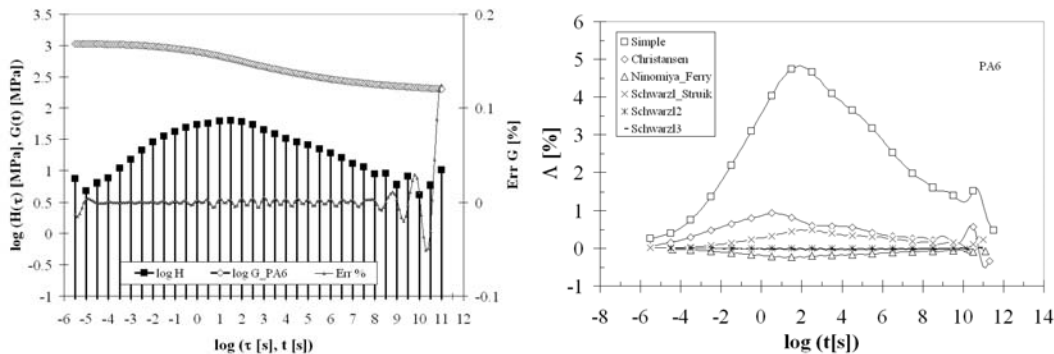 3.5
3
2.5
2
1.5
1
0.5
0
-0.5
-1
log (H(τ) [MPa], G(t) [MPa])
0.2
0.1
0
-0.1
Err G [%]
log H
log G_PA6
Err %
-6 -5 -4 -3 -2 -1 0 1 2 3 4 5 6 7 8 9 10 11 12
log (τ [s], t [s])
6
5
4
3
2
1
0
-1
Λ [%]
Simple
Christansen
Ninomiya_Ferry
Schwarzl_Struik
Schwarzl2
Schwarzl3
PA6
-8 -6 -4 -2 0 2 4 6 8 10 12 14
log (t[s])